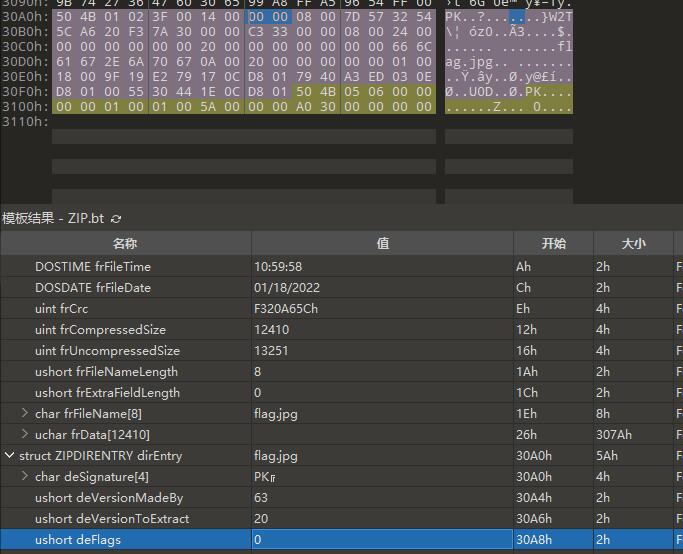 3090h: 9B 74 27 36 47 60 30 65 99 A8 FF A5 96 54 FF 00
30A0h: 50 4B 01 02 3F 00 14 00 00 00 08 00 7D 57 32 54 PK..?.......}W2T
30B0h: 5C A6 20 F3 7A 30 00 00 C3 33 00 00 08 00 24 00 \¦ óz0..Ã3....$.
30C0h: 00 00 00 00 00 00 20 00 00 00 00 00 00 00 66 6C ...... .......fl
30D0h: 61 67 2E 6A 70 67 0A 00 20 00 00 00 00 00 01 00 ag.jpg.. .......
30E0h: 18 00 9F 19 E2 79 17 0C D8 01 79 40 A3 ED 03 0E ..Ÿ.ây..Ø.y@£í..
30F0h: D8 01 00 55 30 44 1E 0C D8 01 50 4B 05 06 00 00 Ø..U0D..Ø.PK....
3100h: 00 00 01 00 01 00 5A 00 00 00 A0 30 00 00 00 00 ......Z... 0....
3110h:
模板结果 - ZIP.bt
名称 值 开始 大小
DOSTIME frFileTime 10:59:58 Ah 2h F
DOSDATE frFileDate 01/18/2022 Ch 2h F
uint frCrc F320A65Ch Eh 4h F
uint frCompressedSize 12410 12h 4h F
uint frUncompressedSize 13251 16h 4h F
ushort frFileNameLength 8 1Ah 2h F
ushort frExtraFieldLength 0 1Ch 2h F
char frFileName[8] flag.jpg 1Eh 8h F
uchar frData[12410] 26h 307Ah F
struct ZIPDIRENTRY dirEntry flag.jpg 30A0h 5Ah F
char deSignature[4] PK 30A0h 4h F
ushort deVersionMadeBy 63 30A4h 2h F
ushort deVersionToExtract 20 30A6h 2h F
ushort deFlags 0 30A8h 2h F